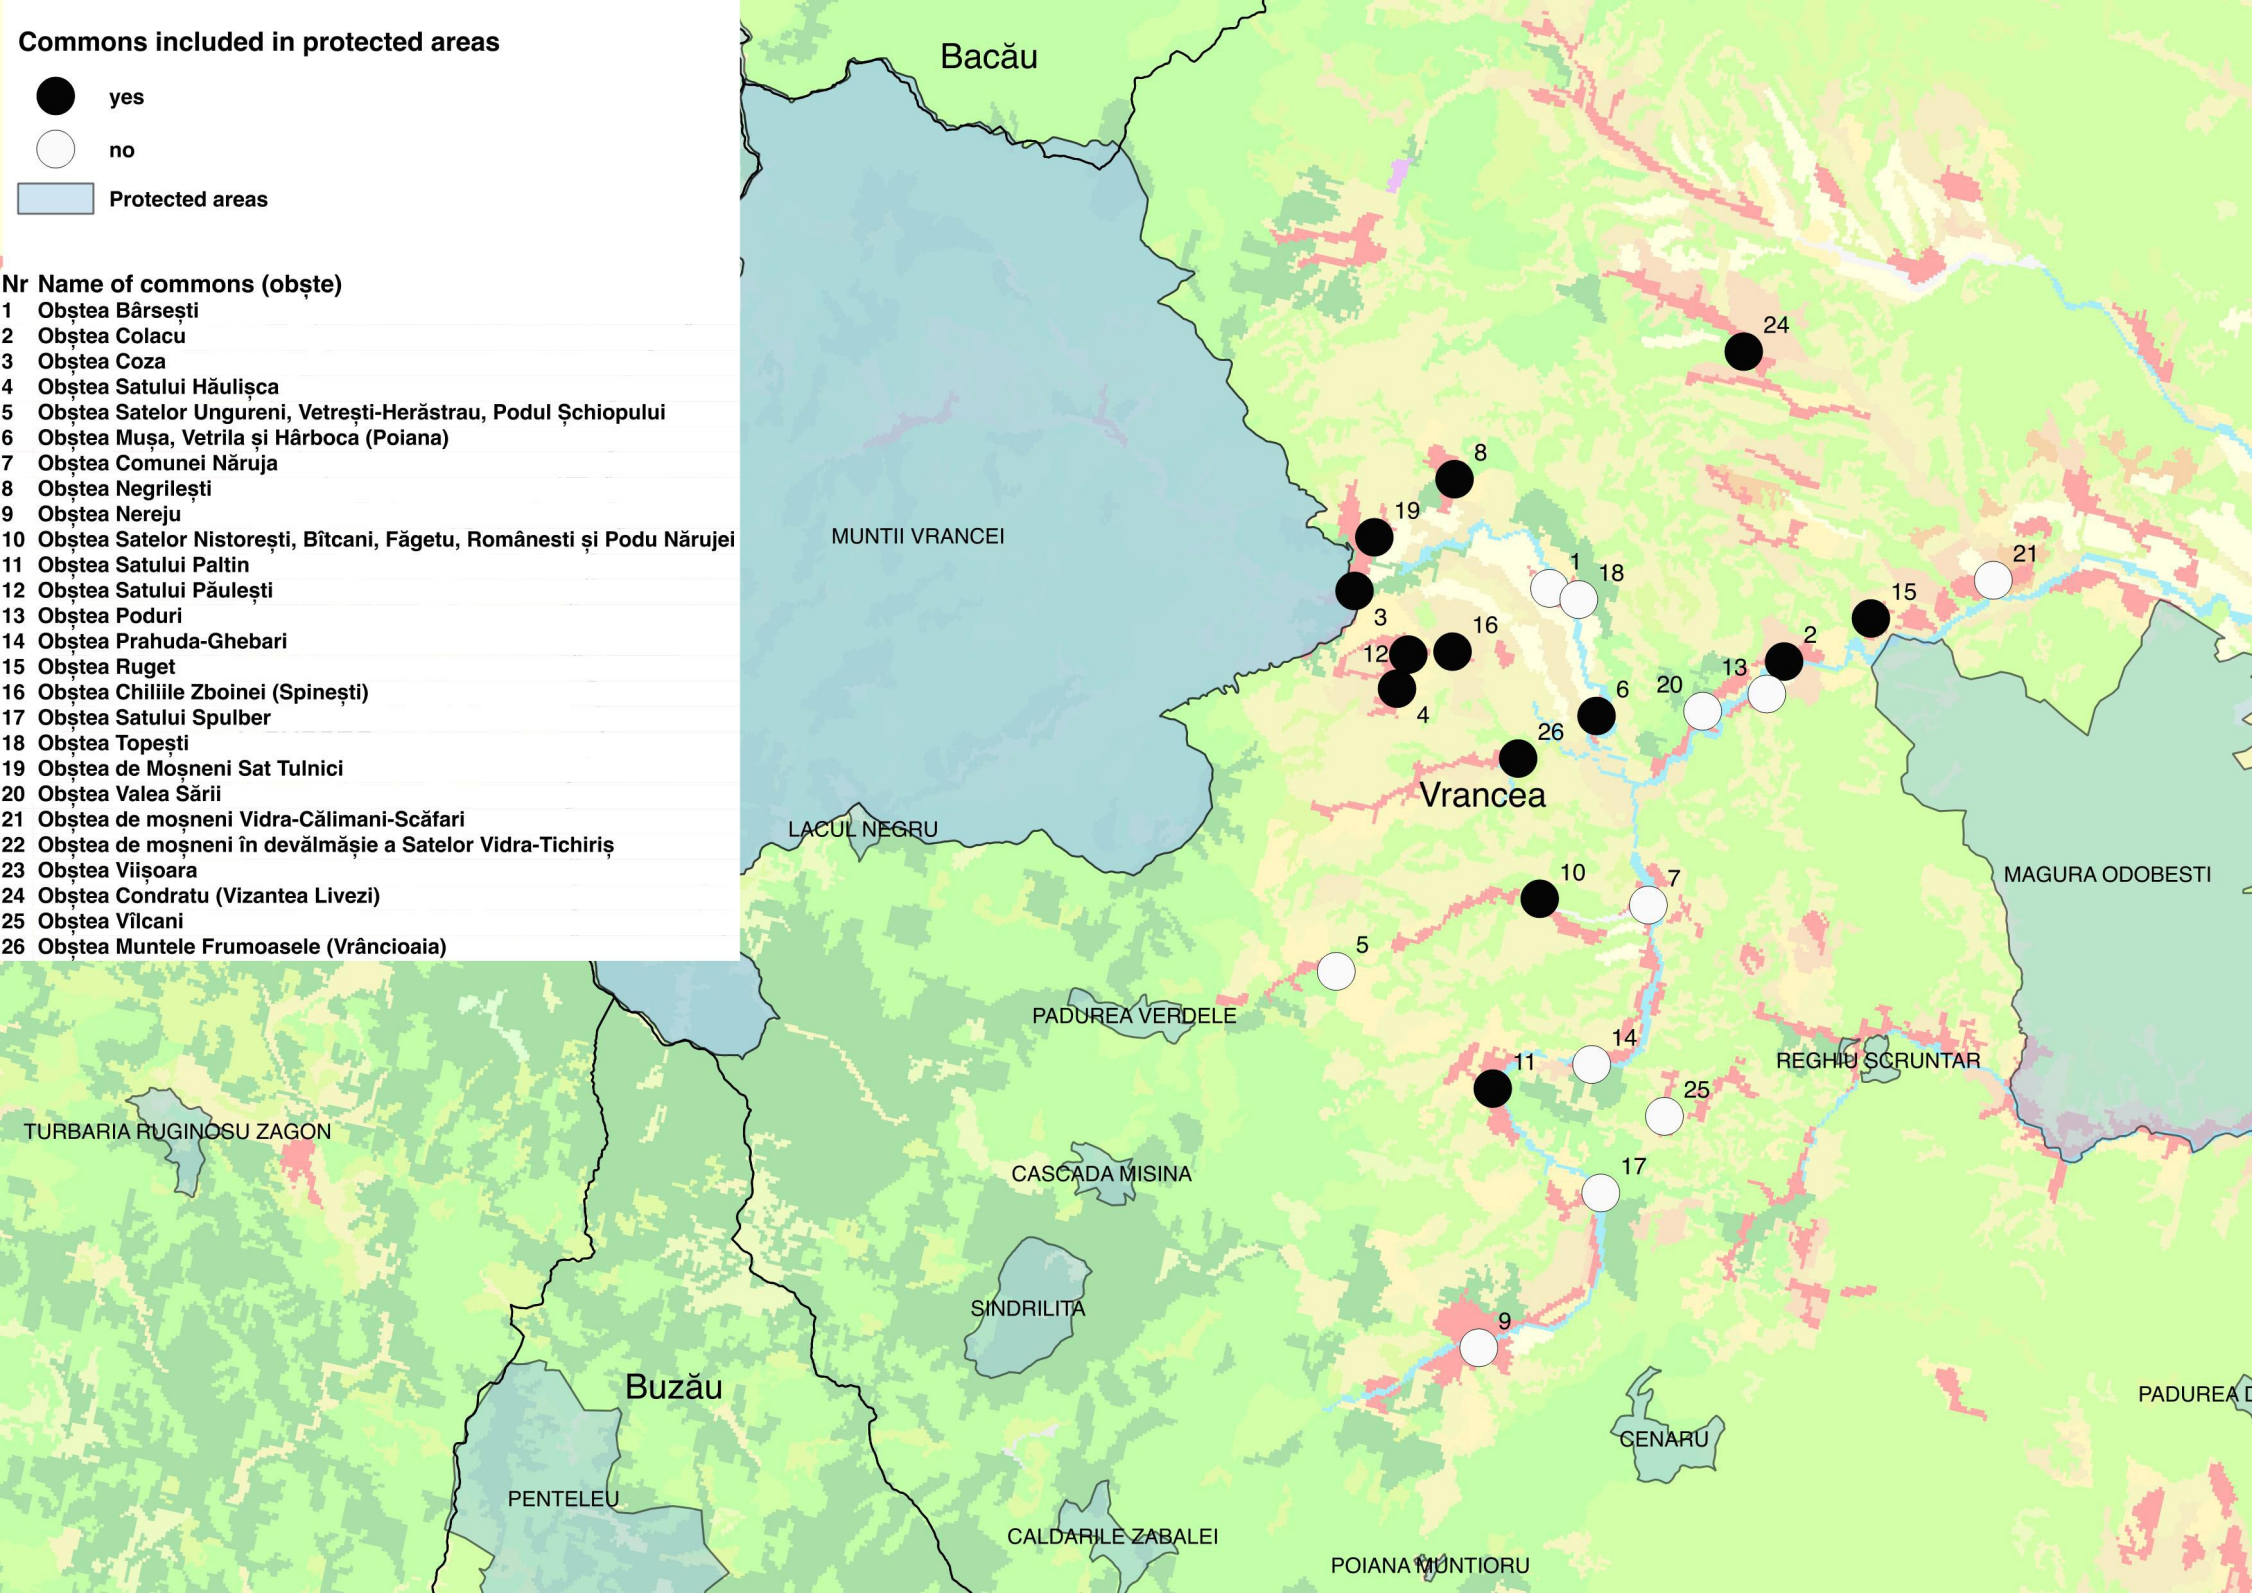 Commons included in protected areas
yes
no
Protected areas
Nr Name of commons (obște)
1 Obștea Bârsești
2 Obștea Colacu
3 Obștea Coza
4 Obștea Satului Hăulișca
5 Obștea Satelor Ungureni, Vetrești-Herăstrau, Podul Șchiopului
6 Obștea Mușa, Vetrila și Hârboca (Poiana)
7 Obștea Comunei Năruja
8 Obștea Negrilești
9 Obștea Nereju
10 Obștea Satelor Nistorești, Bîtcani, Făgetu, Românesti și Podu Nărujei
11 Obștea Satului Paltin
12 Obștea Satului Păulești
13 Obștea Poduri
14 Obștea Prahuda-Ghebari
15 Obștea Ruget
16 Obștea Chiliile Zboinei (Spinești)
17 Obștea Satului Spulber
18 Obștea Topești
19 Obștea de Moșneni Sat Tulnici
20 Obștea Valea Sării
21 Obștea de moșneni Vidra-Călimani-Scăfari
22 Obștea de moșneni în devălmășie a Satelor Vidra-Tichiriș
23 Obștea Viișoara
24 Obștea Condratu (Vizantea Livezi)
25 Obștea Vîlcani
26 Obștea Muntele Frumoasele (Vrâncioaia)
Bacău
24
8
19
MUNTII VRANCEI
1
18
21
15
3
16
12
2
13
20
6
4
26
Vrancea
LACUL NEGRU
10
7
MAGURA ODOBESTI
5
PADUREA VERDELE
14
11
REGHIU SCRUNTAR
25
TURBARIA RUGINOSU ZAGON
CASCADA MISINA
17
SINDRILITA
9
Buzău
PADUREA D
CENARU
PENTELEU
CALDARILE ZABALEI
POIANA MUNTIORU